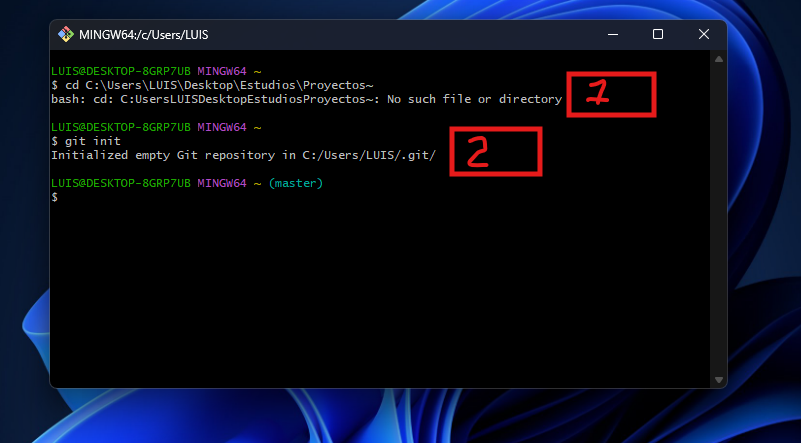 MINGW64:/c/Users/LUIS
LUIS@DESKTOP-8GRP7UB MINGW64 ~
$ cd C:\Users\LUIS\Desktop\Estudios\Proyectos~
bash: cd: C:UsersLUISDesktopEstudiosProyectos~: No such file or directory
1
LUIS@DESKTOP-8GRP7UB MINGW64 ~
$ git init
Initialized empty Git repository in C:/Users/LUIS/.git/
2
LUIS@DESKTOP-8GRP7UB MINGW64 ~ (master)
$